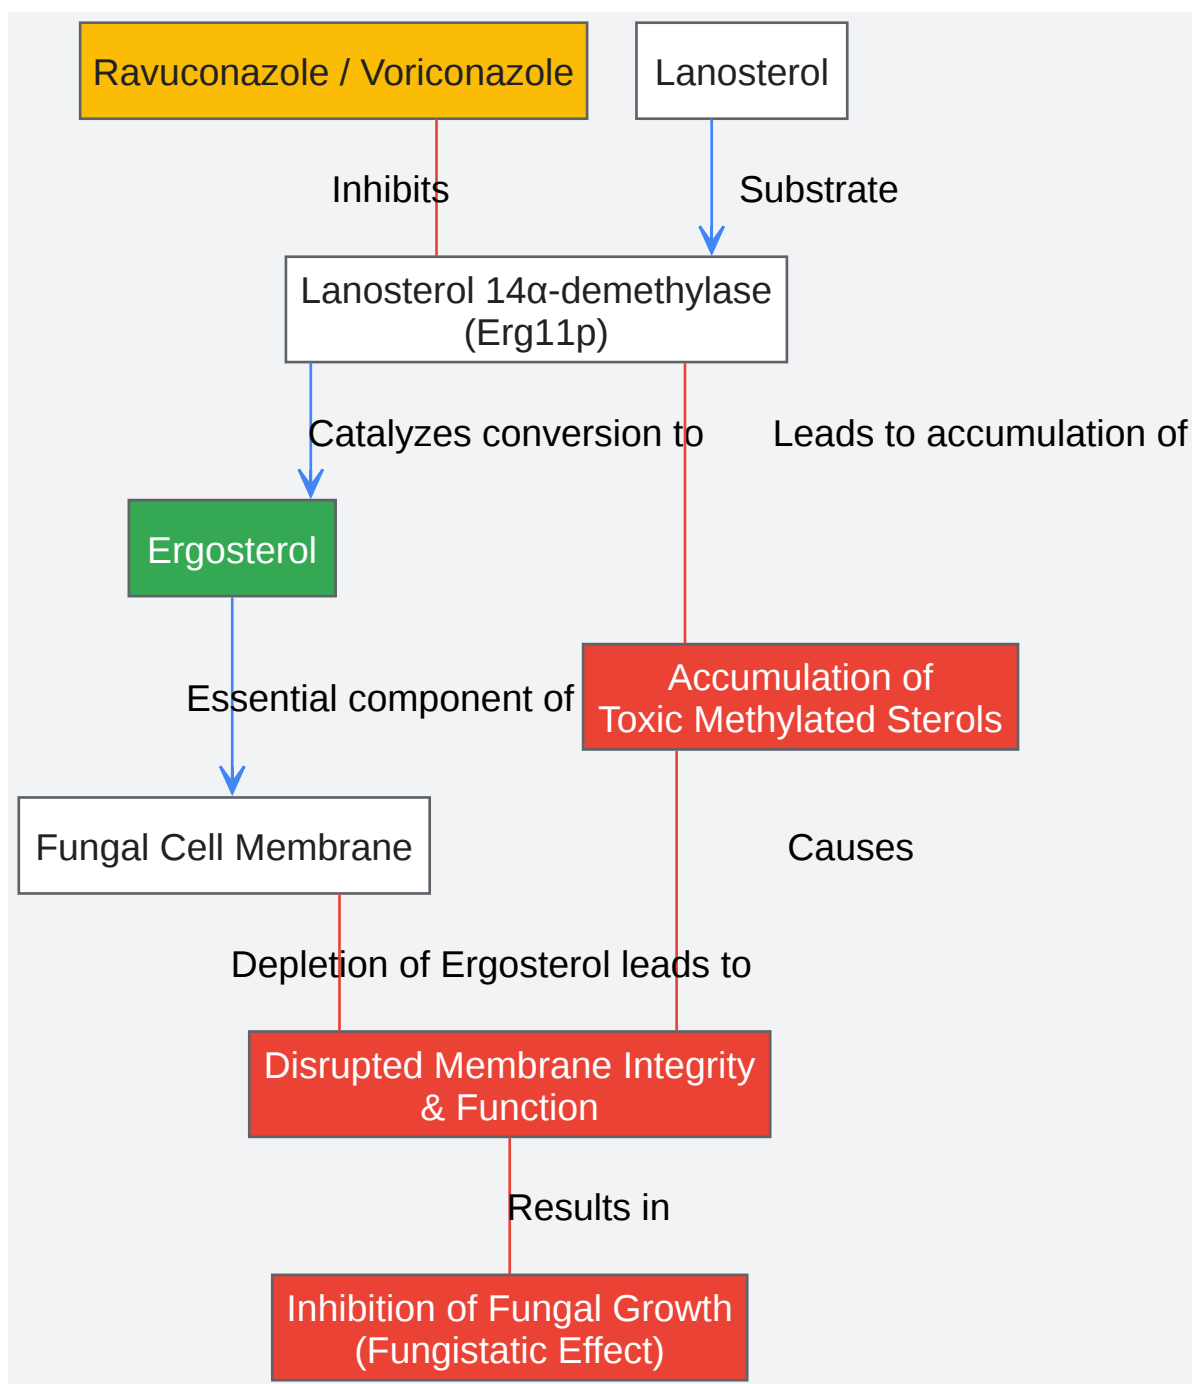 Ravuconazole / Voriconazole
Lanosterol
Inhibits
Substrate
Lanosterol 14α-demethylase
(Erg11p)
Catalyzes conversion to
Leads to accumulation of
Ergosterol
Essential component of
Accumulation of
Toxic Methylated Sterols
Fungal Cell Membrane
Causes
Depletion of Ergosterol leads to
Disrupted Membrane Integrity
& Function
Results in
Inhibition of Fungal Growth
(Fungistatic Effect)